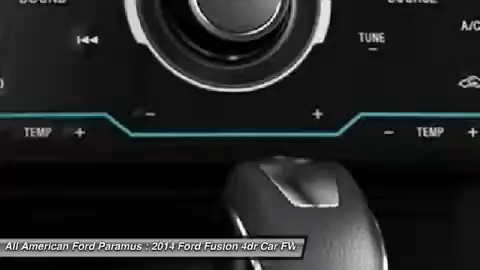 SOUND
SOURCE
TUNE
A/C
− +
TEMP +
− TEMP +
All American Ford Paramus : 2014 Ford Fusion 4dr Car FW